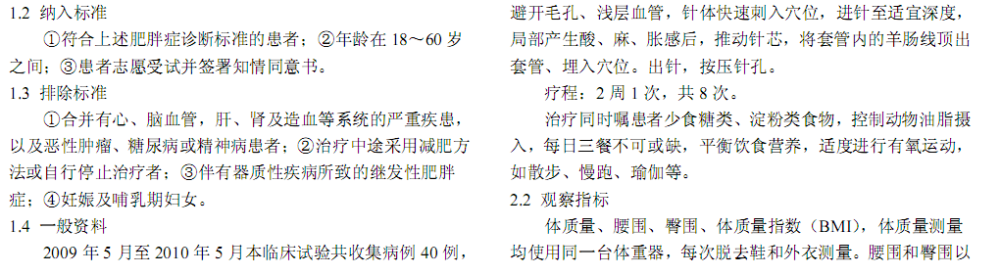 1.2 纳入标准
①符合上述肥胖症诊断标准的患者；②年龄在 18～60 岁
之间；③患者志愿受试并签署知情同意书。
1.3 排除标准
①合并有心、脑血管，肝、肾及造血等系统的严重疾患，
以及恶性肿瘤、糖尿病或精神病患者；②治疗中途采用减肥方
法或自行停止治疗者；③伴有器质性疾病所致的继发性肥胖
症；④妊娠及哺乳期妇女。
1.4 一般资料
2009 年 5 月至 2010 年 5 月本临床试验共收集病例 40 例，
避开毛孔、浅层血管，针体快速刺入穴位，进针至适宜深度，
局部产生酸、麻、胀感后，推动针芯，将套管内的羊肠线顶出
套管、埋入穴位。出针，按压针孔。
疗程：2 周 1 次，共 8 次。
治疗同时嘱患者少食糖类、淀粉类食物，控制动物油脂摄
入，每日三餐不可或缺，平衡饮食营养，适度进行有氧运动，
如散步、慢跑、瑜伽等。
2.2 观察指标
体质量、腰围、臀围、体质量指数（BMI），体质量测量
均使用同一台体重器，每次脱去鞋和外衣测量。腰围和臀围以